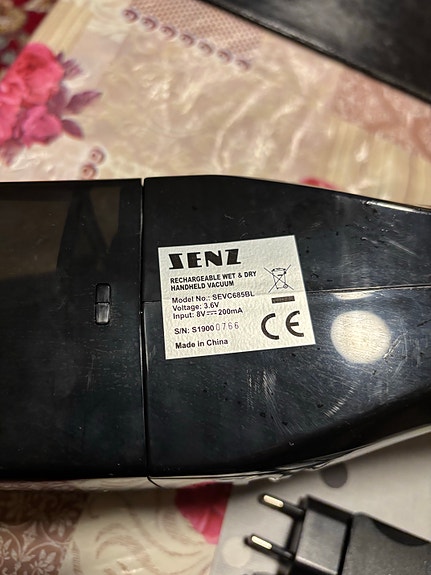 SENZ
RECHARGEABLE WET & DRY
HANDHELD VACUUM
Model No.: SEVC685BL
Voltage: 3.6V
Input: 8V⎓200mA
S/N: S19000766
Made in China
CE